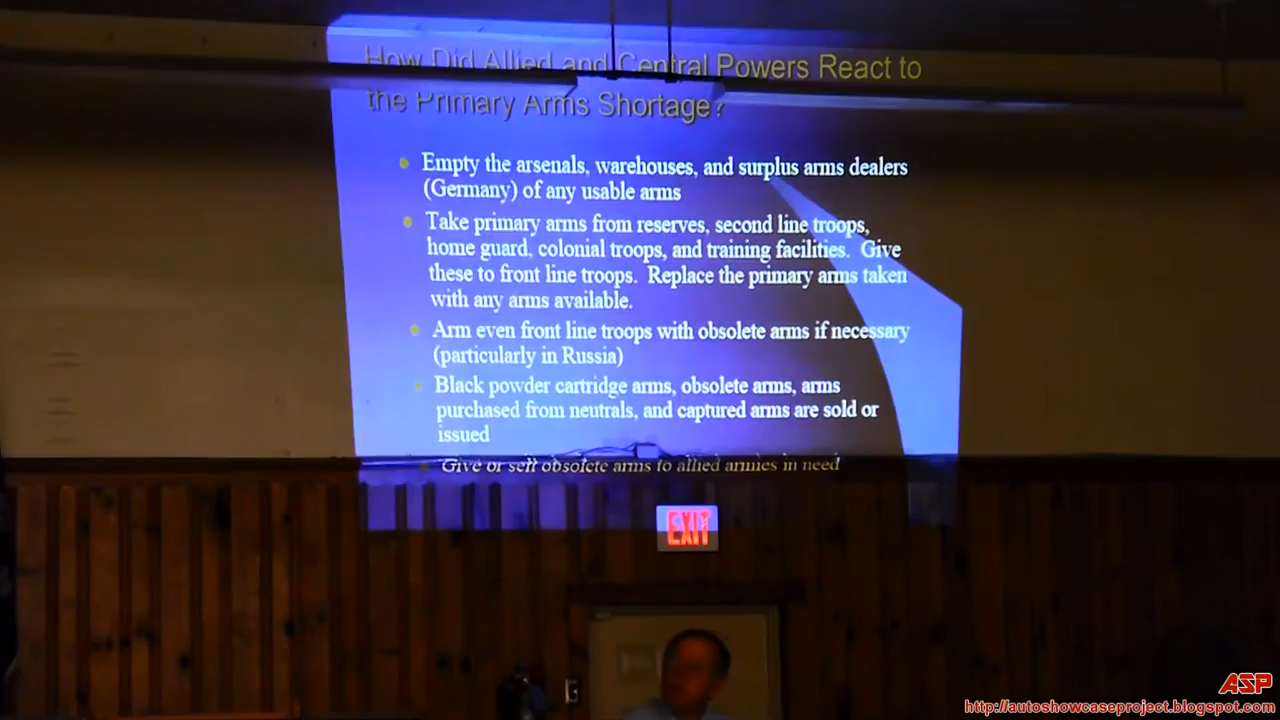 How Did Allied and Central Powers React to
the Primary Arms Shortage?
Empty the arsenals, warehouses, and surplus arms dealers
(Germany) of any usable arms
Take primary arms from reserves, second line troops,
home guard, colonial troops, and training facilities. Give
these to front line troops. Replace the primary arms taken
with any arms available.
Arm even front line troops with obsolete arms if necessary
(particularly in Russia)
Black powder cartridge arms, obsolete arms, arms
purchased from neutrals, and captured arms are sold or
issued
Give or sell obsolete arms to allied armies in need
EXIT
ASP
http://autoshowcaseproject.blogspot.com